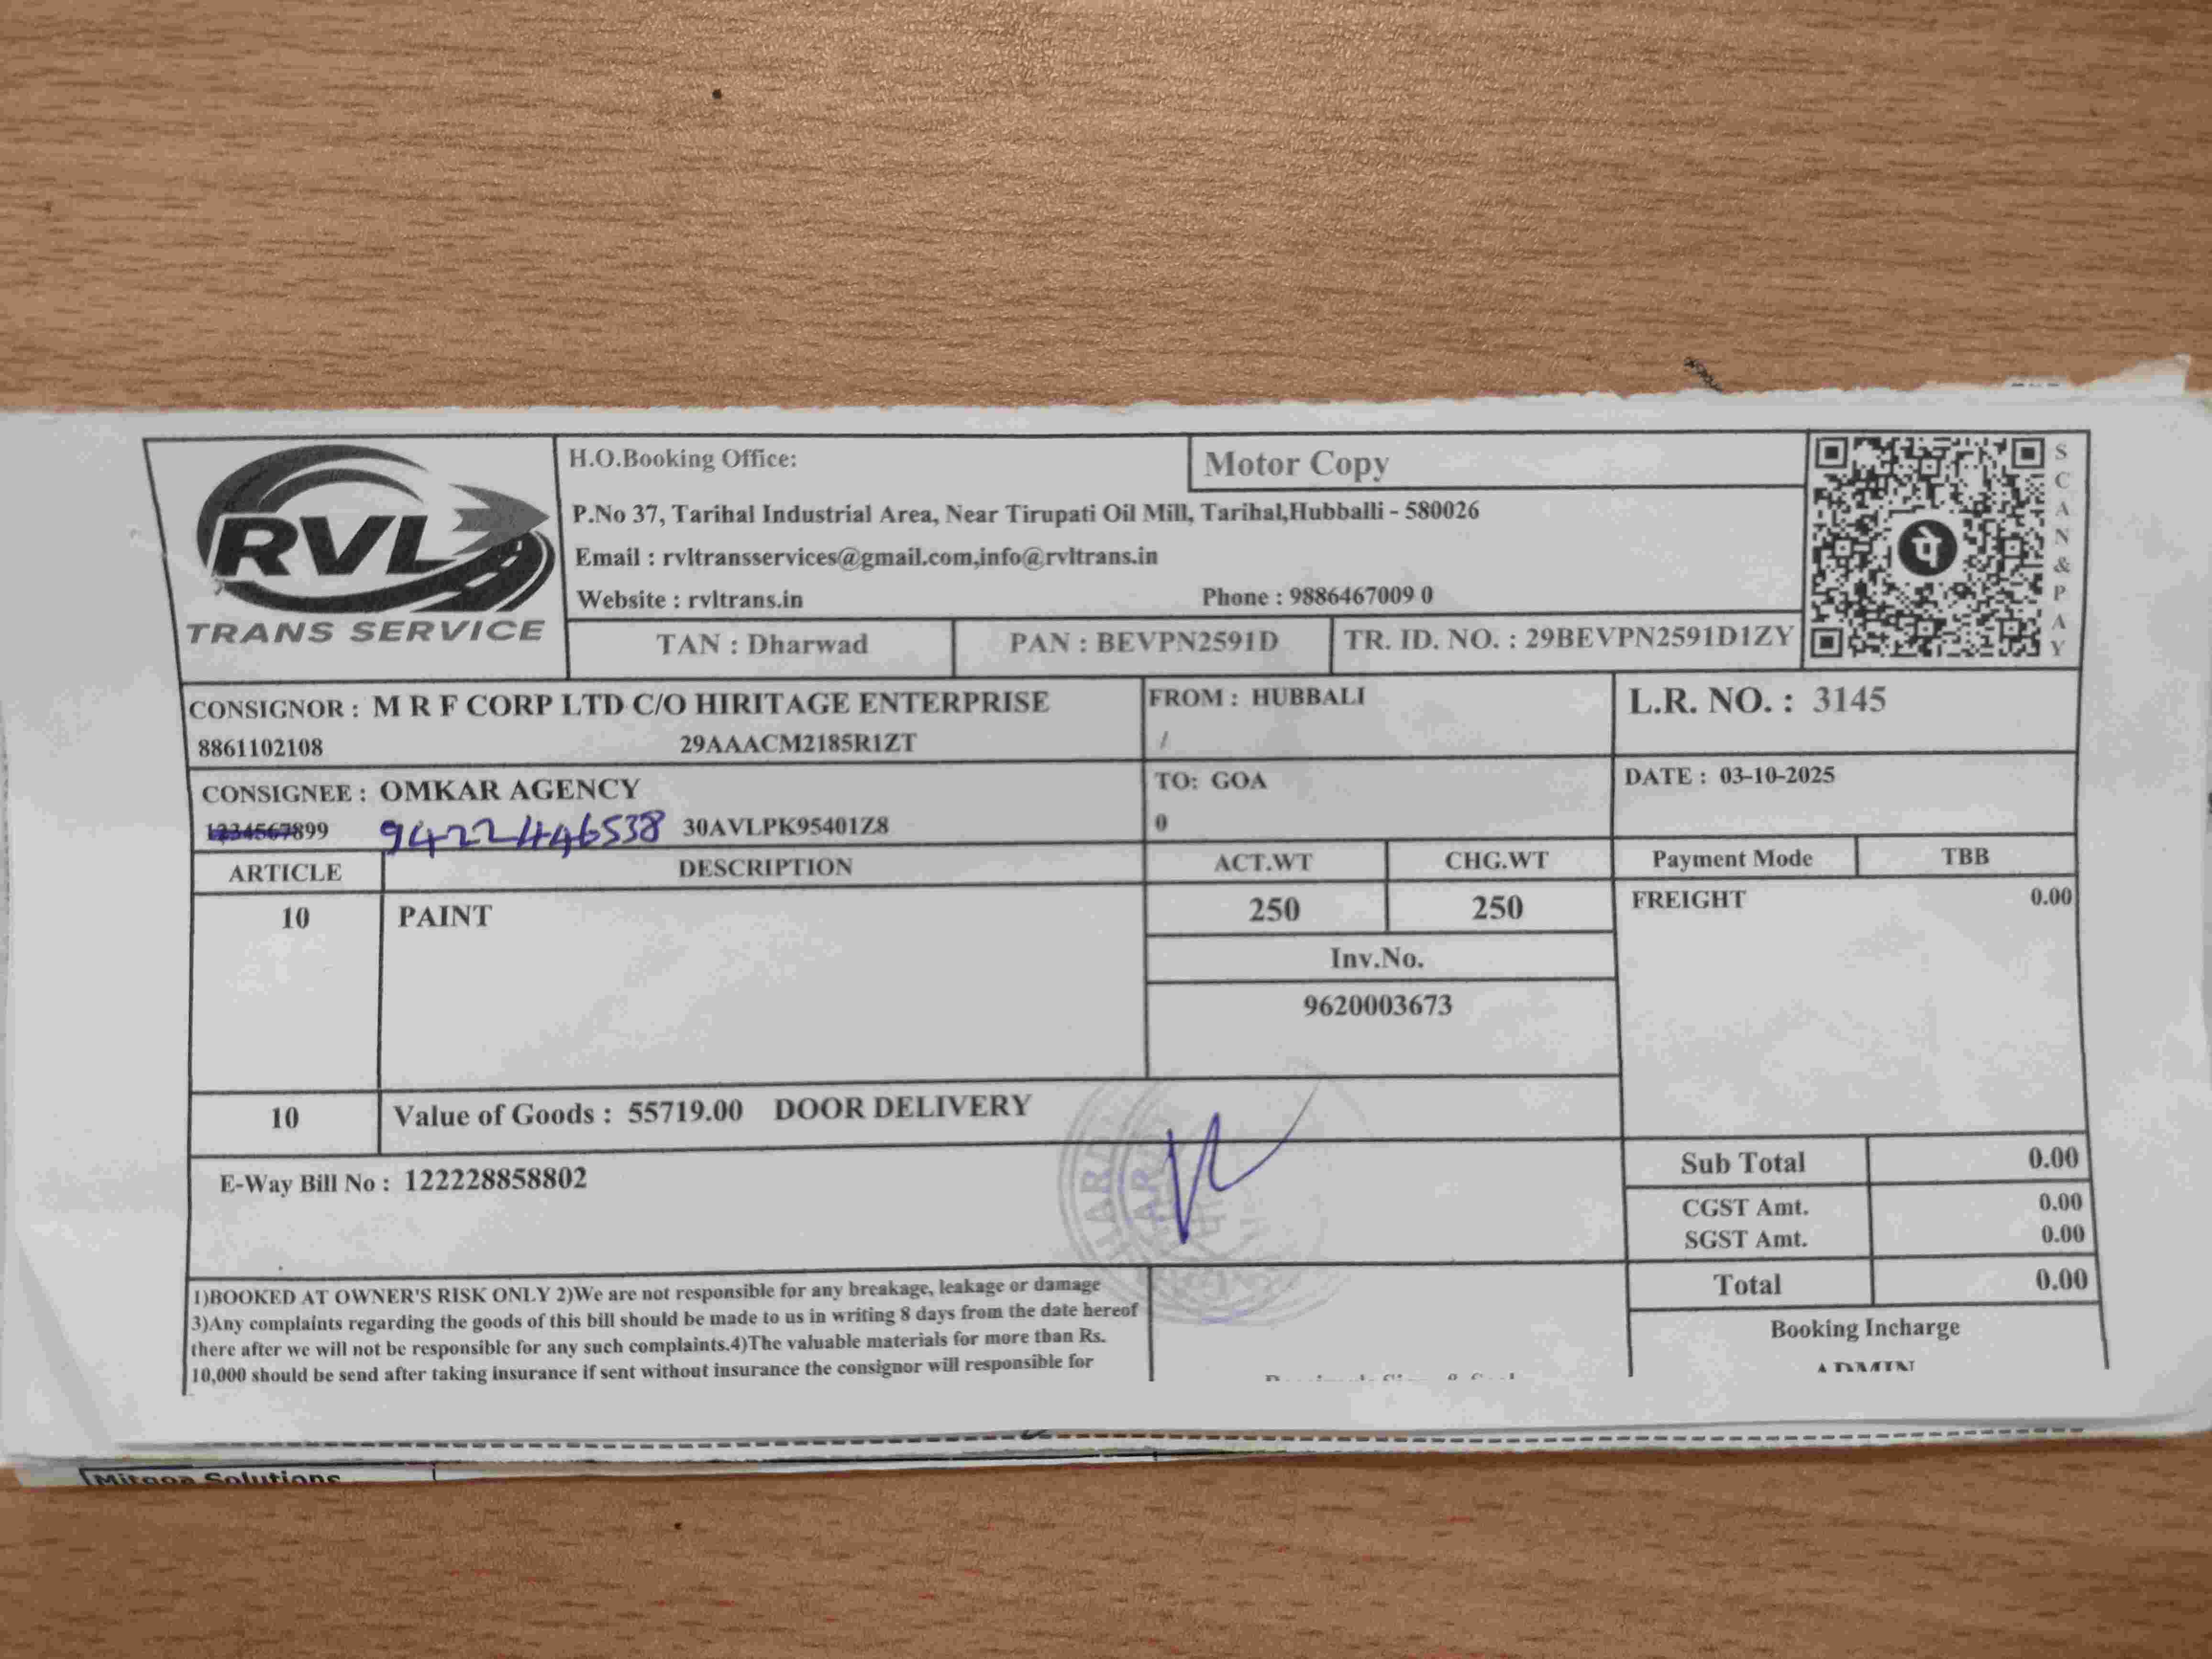 RVL
TRANS SERVICE
H.O.Booking Office:
Motor Copy
P.No 37, Tarihal Industrial Area, Near Tirupati Oil Mill, Tarihal,Hubballi - 580026
Email : rvltransservices@gmail.com,info@rvltrans.in
Website : rvltrans.in Phone : 9886467009 0
TAN : Dharwad PAN : BEVPN2591D TR. ID. NO. : 29BEVPN2591D1ZY
SCAN&PAY
पे
CONSIGNOR : M R F CORP LTD C/O HIRITAGE ENTERPRISE FROM : HUBBALI L.R. NO. : 3145
8861102108 29AAACM2185R1ZT /
CONSIGNEE : OMKAR AGENCY TO: GOA DATE : 03-10-2025
1234567899 9422446538 30AVLPK95401Z8 0
ARTICLE DESCRIPTION ACT.WT CHG.WT Payment Mode TBB
10 PAINT 250 250 FREIGHT 0.00
Inv.No.
9620003673
10 Value of Goods : 55719.00 DOOR DELIVERY
E-Way Bill No : 122228858802
Sub Total 0.00
CGST Amt. 0.00
SGST Amt. 0.00
Total 0.00
Booking Incharge
ADMIN
1)BOOKED AT OWNER'S RISK ONLY 2)We are not responsible for any breakage, leakage or damage
3)Any complaints regarding the goods of this bill should be made to us in writing 8 days from the date hereof
there after we will not be responsible for any such complaints.4)The valuable materials for more than Rs.
10,000 should be send after taking insurance if sent without insurance the consignor will responsible for
Solutions